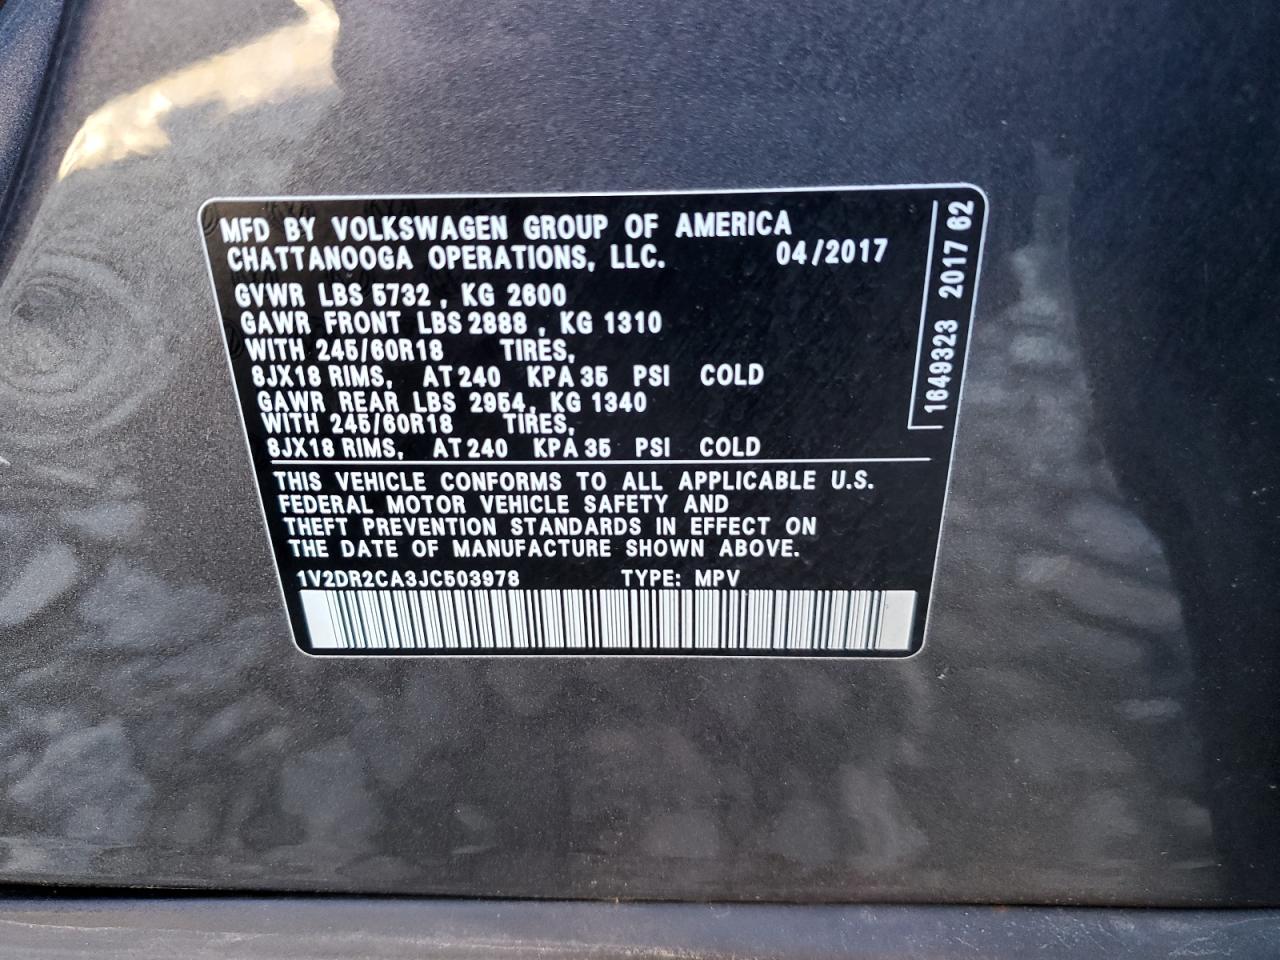 MFD BY VOLKSWAGEN GROUP OF AMERICA
CHATTANOOGA OPERATIONS, LLC. 04/2017
GVWR LBS 5732 , KG 2600
GAWR FRONT LBS 2888 , KG 1310
WITH 245/60R18 TIRES,
8JX18 RIMS, AT 240 KPA 35 PSI COLD
GAWR REAR LBS 2954, KG 1340
WITH 245/60R18 TIRES,
8JX18 RIMS, AT 240 KPA 35 PSI COLD
THIS VEHICLE CONFORMS TO ALL APPLICABLE U.S.
FEDERAL MOTOR VEHICLE SAFETY AND
THEFT PREVENTION STANDARDS IN EFFECT ON
THE DATE OF MANUFACTURE SHOWN ABOVE.
1V2DR2CA3JC503978 TYPE: MPV
1649323 2017 62